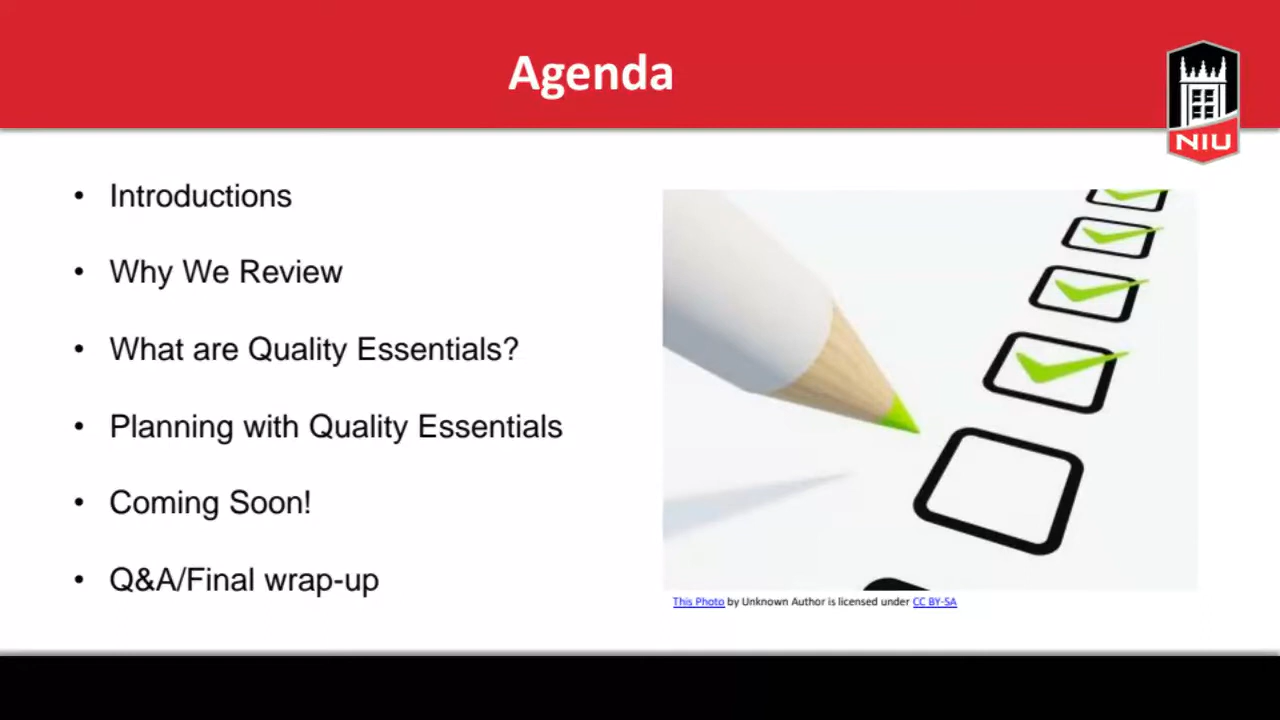 Agenda
NIU
• Introductions
• Why We Review
• What are Quality Essentials?
• Planning with Quality Essentials
• Coming Soon!
• Q&A/Final wrap-up
This Photo by Unknown Author is licensed under CC BY-SA